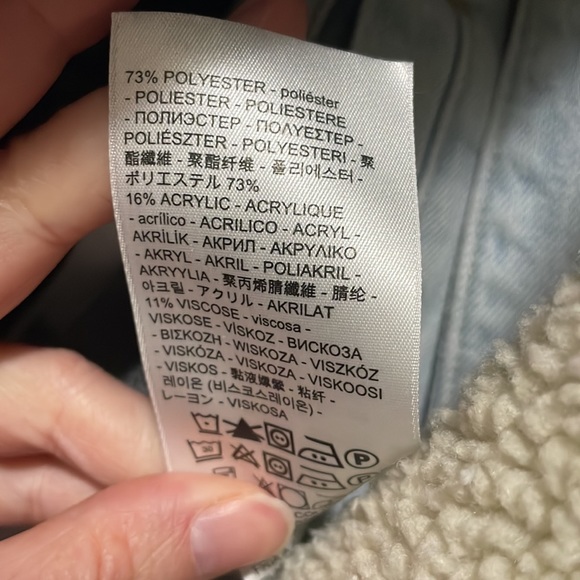 73% POLYESTER - poliéster
- POLIESTER - POLIESTERE
- ПОЛИЭСТЕР - ΠΟΛΥΕΣΤΕΡ -
POLIÉSZTER - POLYESTERI - 聚
酯纖維 - 聚酯纤维 - 폴리에스터 -
ポリエステル 73%
16% ACRYLIC - ACRYLIQUE
- acrílico - ACRILICO - ACRYL -
AKRİLİK - АКРИЛ - ΑΚΡΥΛΙΚΟ
- AKRYL - AKRIL - POLIAKRIL -
AKRYYLIA - 聚丙烯腈纖維 - 腈纶 -
아크릴 - アクリル - AKRILAT
11% VISCOSE - viscosa -
VISKOSE - VİSKOZ - ВИСКОЗА
- ΒΙΣΚΟΖΗ - WISKOZA - VISZKÓZ
- VISKÓZA - VISKOZA - VISKOOSI
- VISKOS - 黏液嫘縈 - 粘纤 -
레이온 (비스코스레이온) -
レーヨン - VISKOSA
P
P